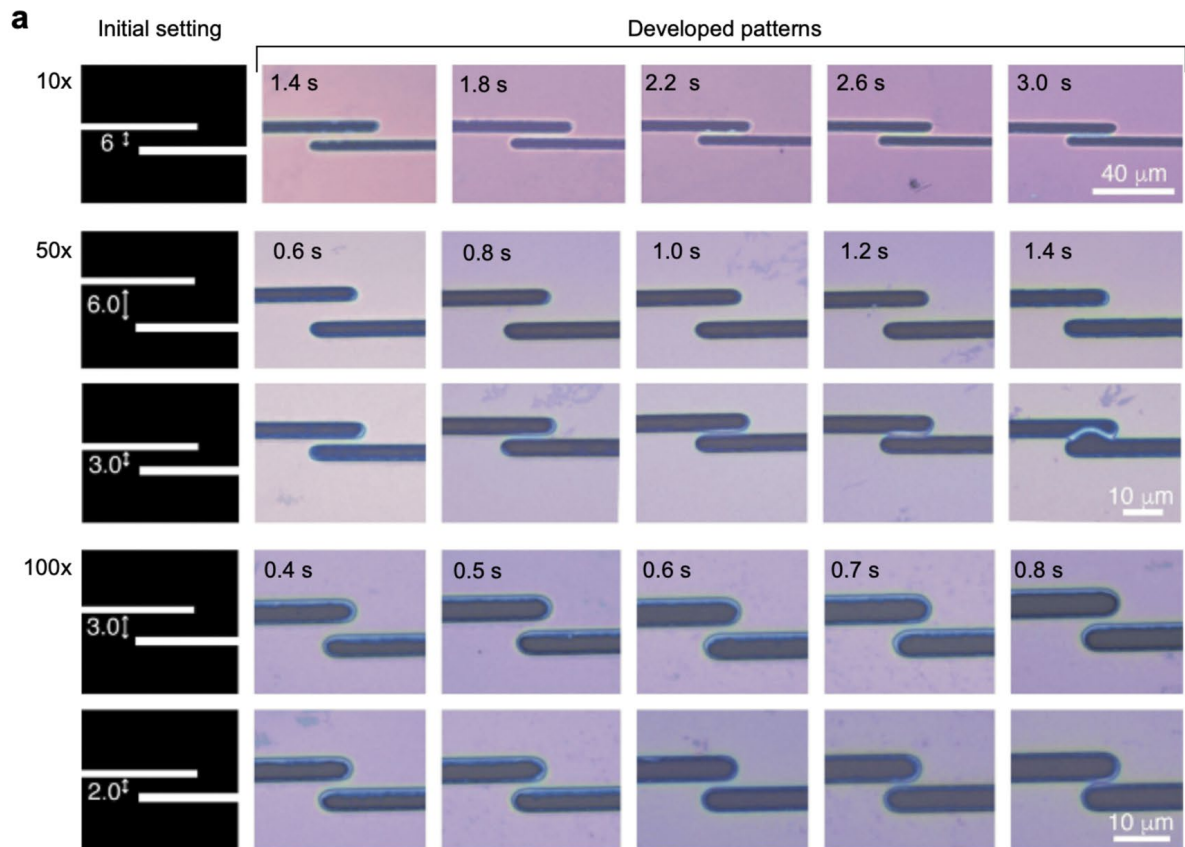 a
Initial setting Developed patterns
10x 6 1.4 s 1.8 s 2.2 s 2.6 s 3.0 s
40 μm
50x 6.0 0.6 s 0.8 s 1.0 s 1.2 s 1.4 s
3.0
10 μm
100x 3.0 0.4 s 0.5 s 0.6 s 0.7 s 0.8 s
2.0
10 μm